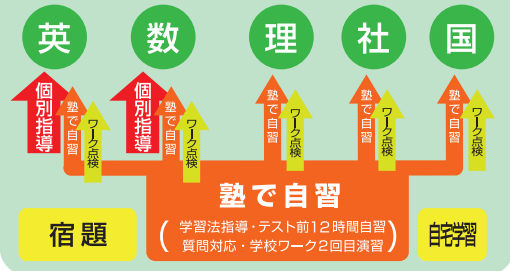 英
数
理
社
国
個別指導
塾で自習
ワーク点検
個別指導
塾で自習
ワーク点検
塾で自習
ワーク点検
塾で自習
ワーク点検
塾で自習
ワーク点検
塾で自習
(学習法指導・テスト前12時間自習
質問対応・学校ワーク2回目演習)
宿題
自宅学習